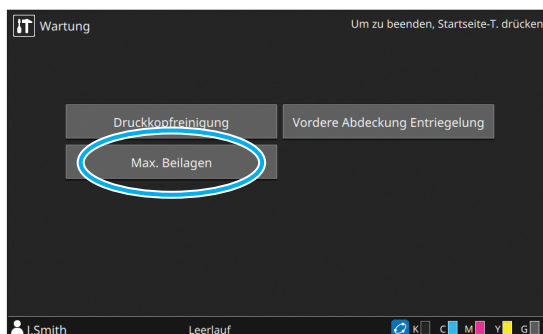 Wartung
Um zu beenden, Startseite-T. drücken
Druckkopfreinigung
Vordere Abdeckung Entriegelung
Max. Beilagen
J.Smith
Leerlauf
K C M Y G